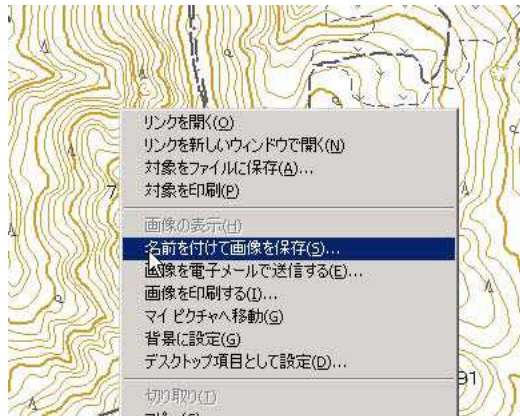 リンクを開く(O)
リンクを新しいウィンドウで開く(N)
対象をファイルに保存(A)...
対象を印刷(P)
7
画像の表示(H)
名前を付けて画像を保存(S)...
画像を電子メールで送信する(E)...
画像を印刷する(I)...
マイ ピクチャへ移動(G)
背景に設定(G)
デスクトップ項目として設定(D)...
91
切り取り(T)